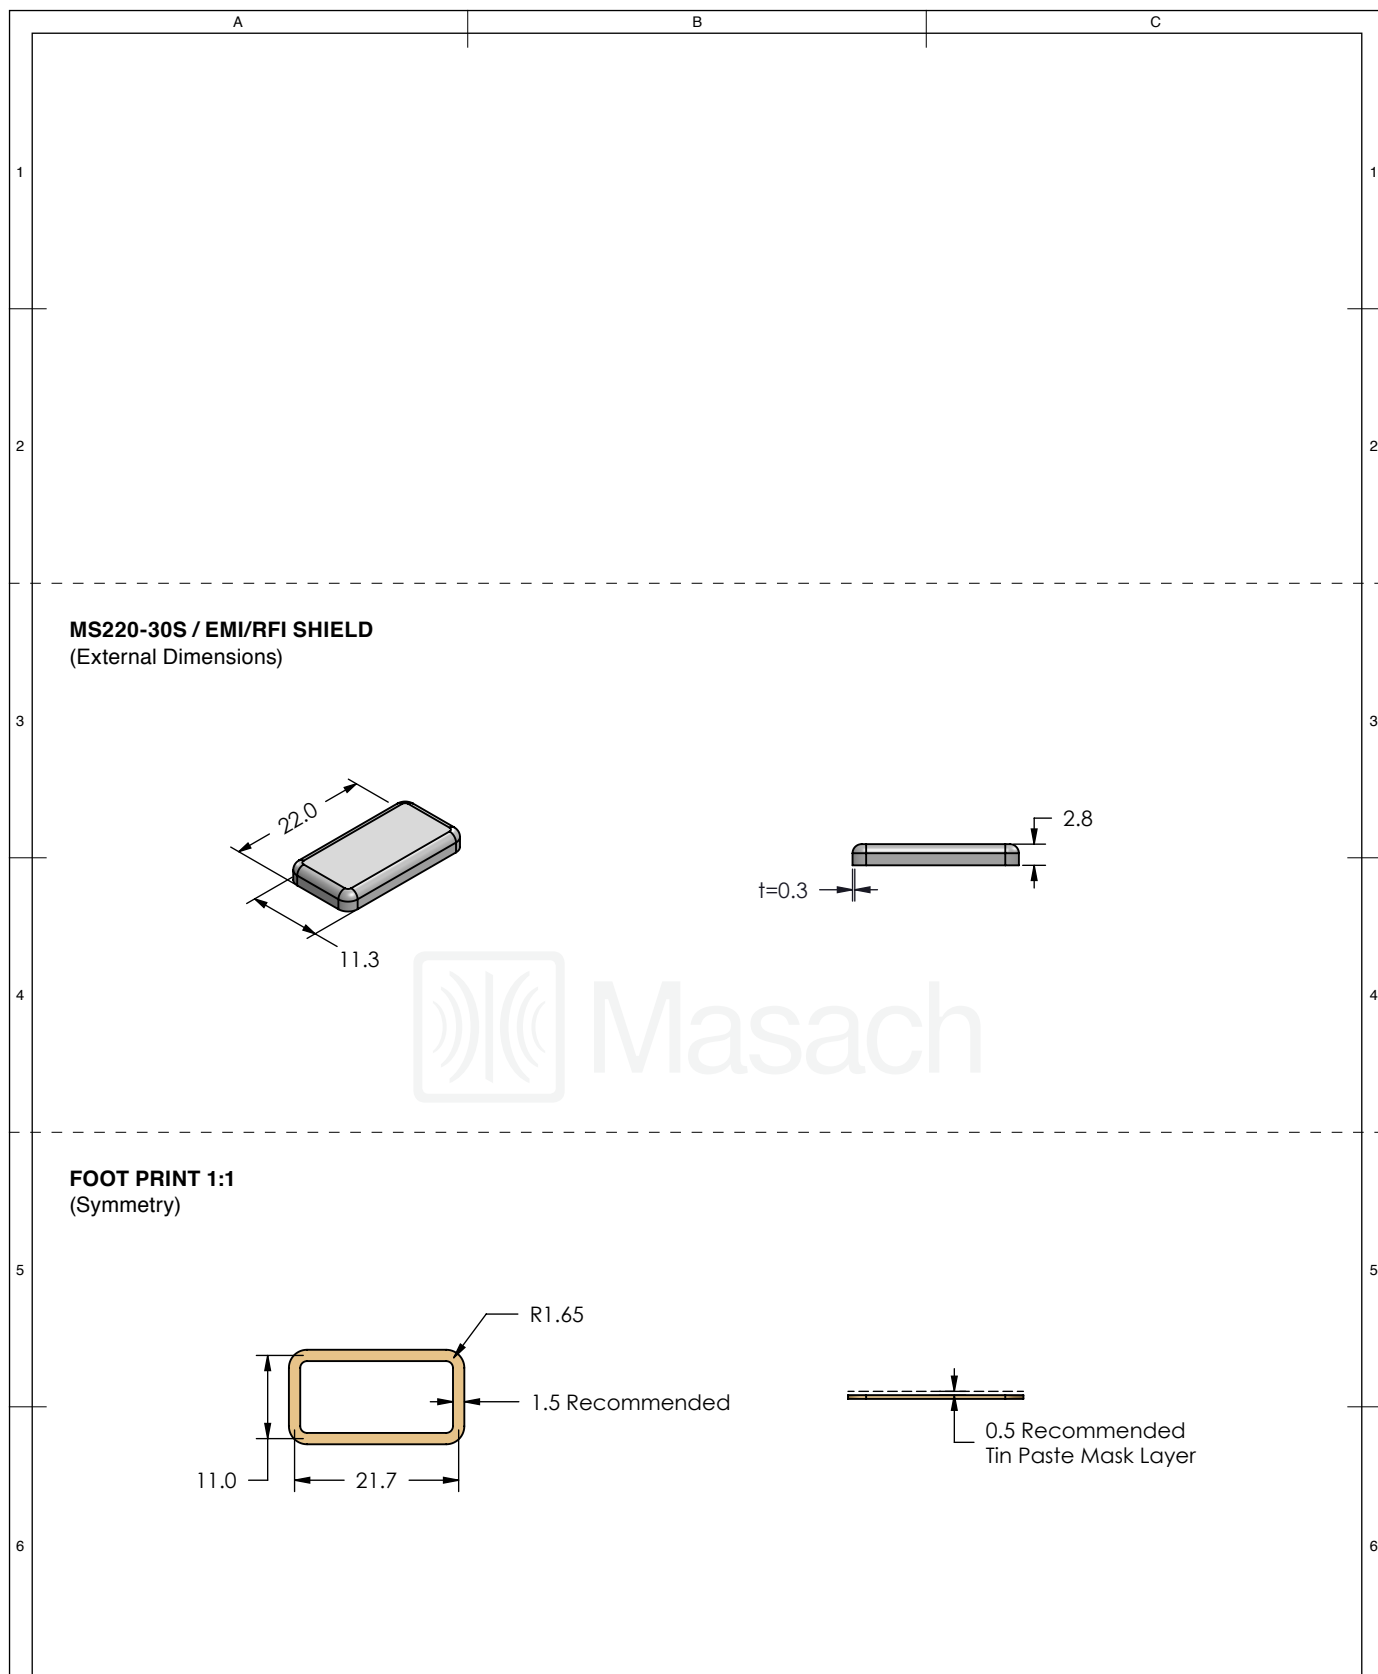 A B C
1 1
2 2
MS220-30S / EMI/RFI SHIELD
(External Dimensions)
3 3
22.0
2.8
t=0.3
11.3
Masach
4 4
FOOT PRINT 1:1
(Symmetry)
5 5
R1.65
1.5 Recommended
0.5 Recommended
Tin Paste Mask Layer
11.0
21.7
6 6